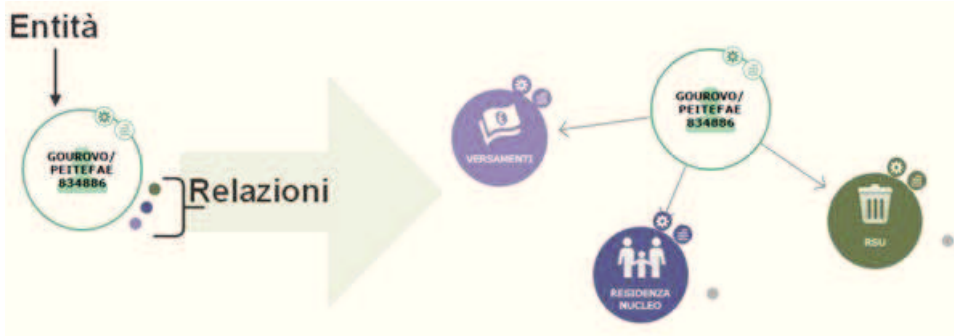 Entità
GOUROVO/
PEITEFAE
834886
Relazioni
GOUROVO/
PEITEFAE
834886
VERSAMENTI
RESIDENZA
NUCLEO
RSU